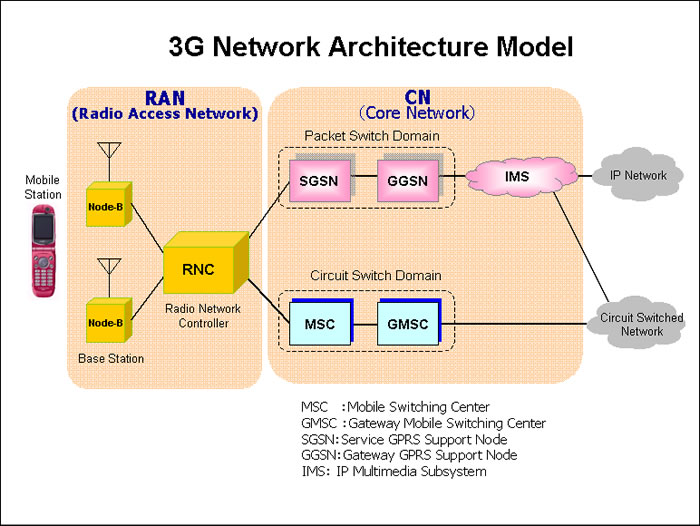 3G Network Architecture Model
RAN
(Radio Access Network)
CN
(Core Network)
Packet Switch Domain
Mobile
Station
Node-B
SGSN
GGSN
IMS
IP Network
RNC
Radio Network
Controller
Circuit Switch Domain
Node-B
Base Station
MSC
GMSC
Circuit Switched
Network
MSC :Mobile Switching Center
GMSC :Gateway Mobile Switching Center
SGSN:Service GPRS Support Node
GGSN:Gateway GPRS Support Node
IMS: IP Multimedia Subsystem